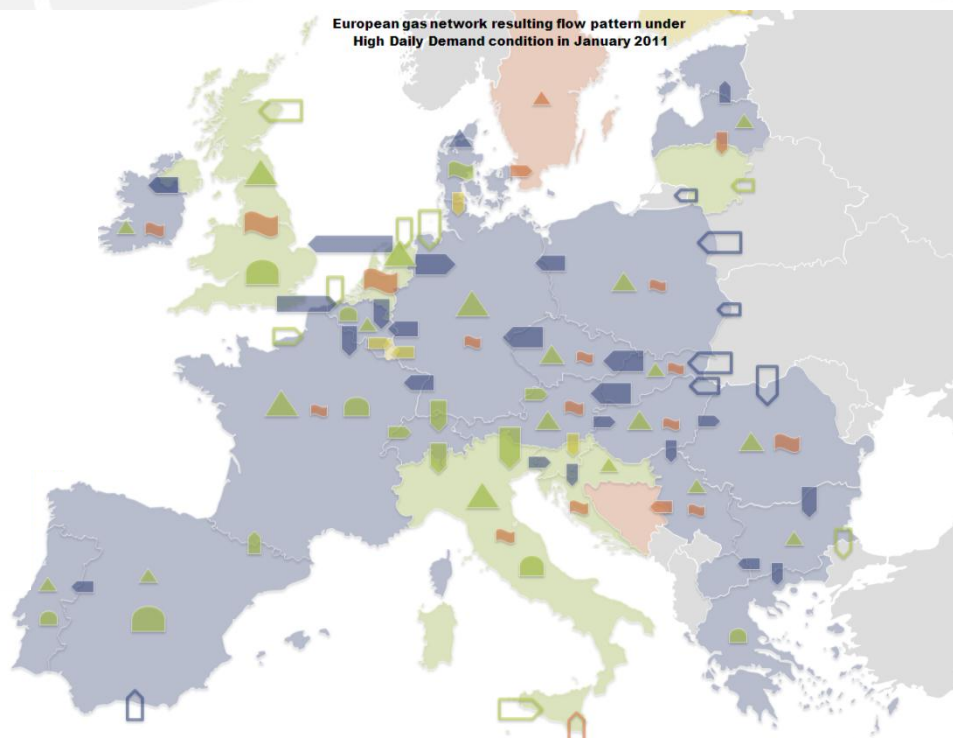 European gas network resulting flow pattern under
High Daily Demand condition in January 2011